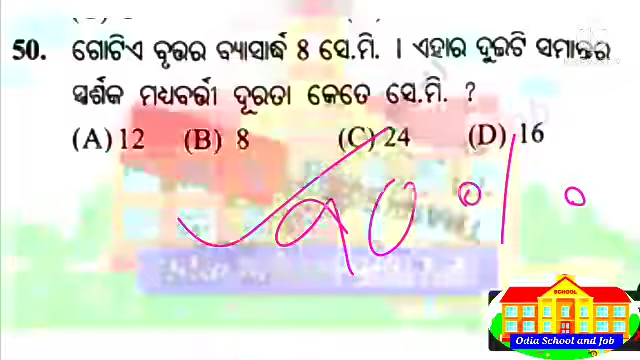 50. ଗୋଟିଏ ବୃତ୍ତର ବ୍ୟାସାର୍ଦ୍ଧ 8 ସେ.ମି. । ଏହାର ଦୁଇଟି ସମାନ୍ତର
ସ୍ପର୍ଶକ ମଧ୍ୟବର୍ତ୍ତୀ ଦୂରତା କେତେ ସେ.ମି. ?
(A) 12 (B) 8 (C) 24 (D) 16
SCHOOL
Odia School and Job